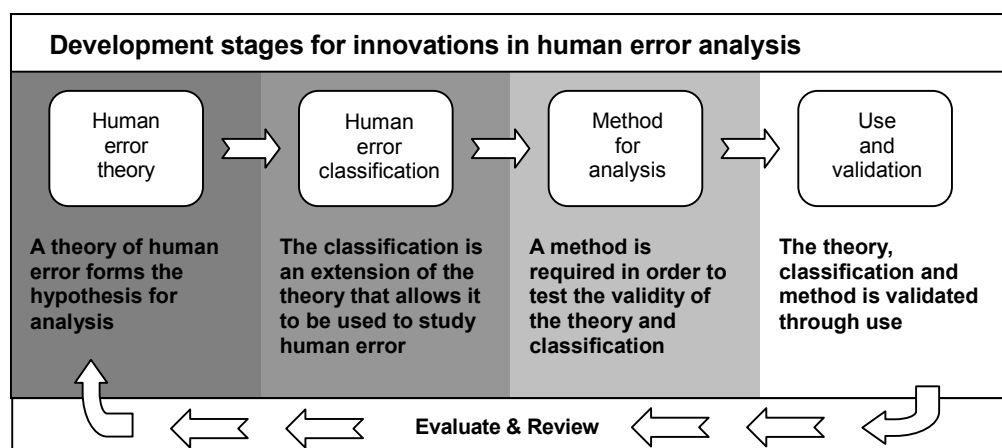 Development stages for innovations in human error analysis
Human
error
theory
Human
error
classification
Method
for
analysis
Use
and
validation
A theory of human
error forms the
hypothesis for
analysis
The classification is
an extension of the
theory that allows it
to be used to study
human error
A method is
required in order to
test the validity of
the theory and
classification
The theory,
classification and
method is validated
through use
Evaluate & Review